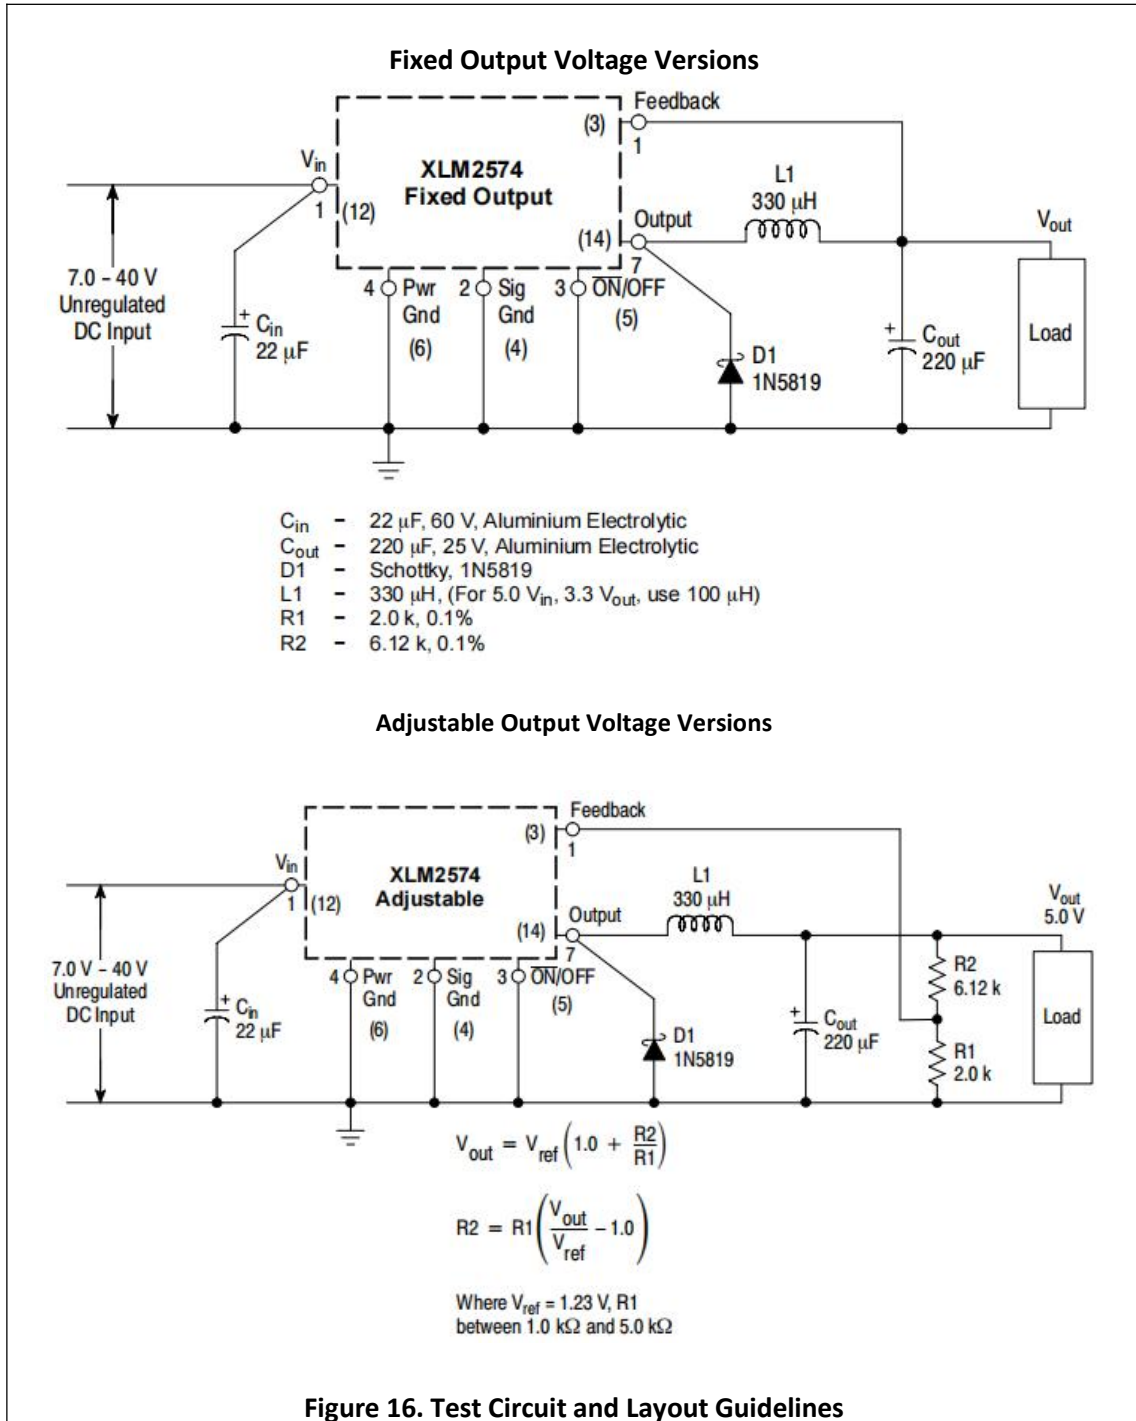 Fixed Output Voltage Versions
Feedback
(3)
1
XLM2574
Fixed Output
Vin
1
(12)
L1
330 μH
Output
(14)
7
Vout
7.0 – 40 V
Unregulated
DC Input
4
Pwr
Gnd
(6)
2
Sig
Gnd
(4)
3
ON/OFF
(5)
+
Cin
22 μF
D1
1N5819
+
Cout
220 μF
Load
Cin – 22 μF, 60 V, Aluminium Electrolytic
Cout – 220 μF, 25 V, Aluminium Electrolytic
D1 – Schottky, 1N5819
L1 – 330 μH, (For 5.0 Vin, 3.3 Vout, use 100 μH)
R1 – 2.0 k, 0.1%
R2 – 6.12 k, 0.1%
Adjustable Output Voltage Versions
Feedback
(3)
1
XLM2574
Adjustable
Vin
1
(12)
L1
330 μH
Output
(14)
7
Vout
5.0 V
7.0 V – 40 V
Unregulated
DC Input
4
Pwr
Gnd
(6)
2
Sig
Gnd
(4)
3
ON/OFF
(5)
+
Cin
22 μF
D1
1N5819
+
Cout
220 μF
R2
6.12 k
R1
2.0 k
Load
Vout = Vref (1.0 + R2/R1)
R2 = R1 (Vout/Vref – 1.0)
Where Vref = 1.23 V, R1
between 1.0 kΩ and 5.0 kΩ
Figure 16. Test Circuit and Layout Guidelines